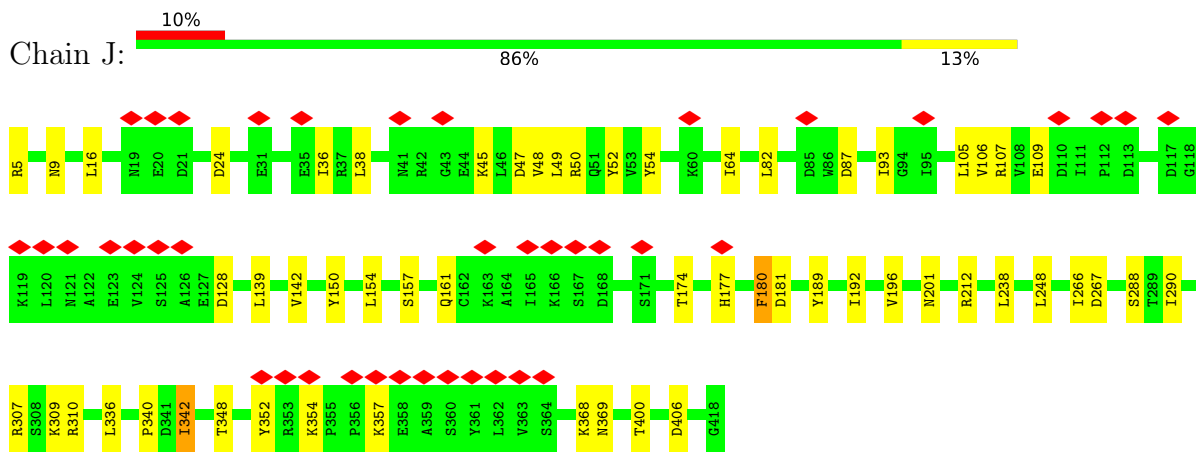 10%
Chain J:
86% 13%
R5 N9 L16 N19 E20 D21 D24 E31 E35 I36 R37 L38 N41 R42 G43 E44 K45 L46 D47 V48 L49 R50 Q51 Y52 V53 Y54 K60 I64 L82 D85 W86 D87 I93 G94 I95 L105 V106 R107 V108 E109 D110 I111 P112 D113 D117 G118
K119 L120 N121 A122 E123 V124 S125 A126 E127 D128 L139 V142 Y150 L154 S157 Q161 C162 K163 A164 I165 K166 S167 D168 S171 T174 H177 F180 D181 Y189 I192 V196 N201 R212 L238 L248 I266 D267 S288 T289 I290
R307 S308 K309 R310 L336 P340 D341 I342 T348 Y352 R353 K354 P355 P356 K357 E358 A359 S360 Y361 L362 V363 S364 K388 N369 T400 D406 G418